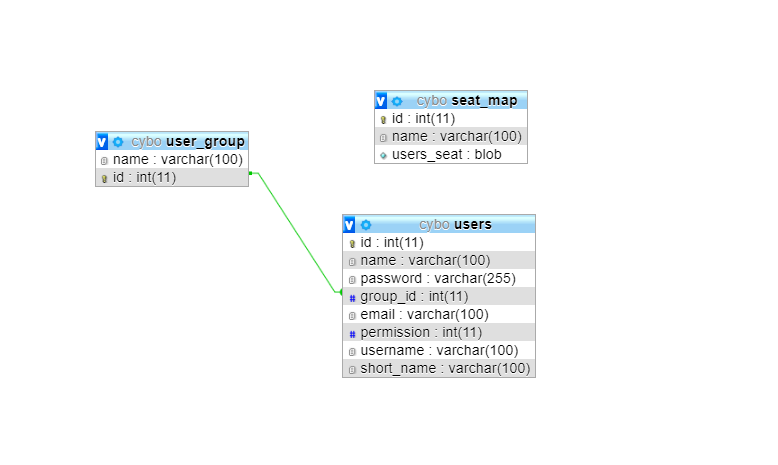 V cybo seat_map
id : int(11)
name : varchar(100)
users_seat : blob
V cybo user_group
name : varchar(100)
id : int(11)
V cybo users
id : int(11)
name : varchar(100)
password : varchar(255)
# group_id : int(11)
email : varchar(100)
# permission : int(11)
username : varchar(100)
short_name : varchar(100)